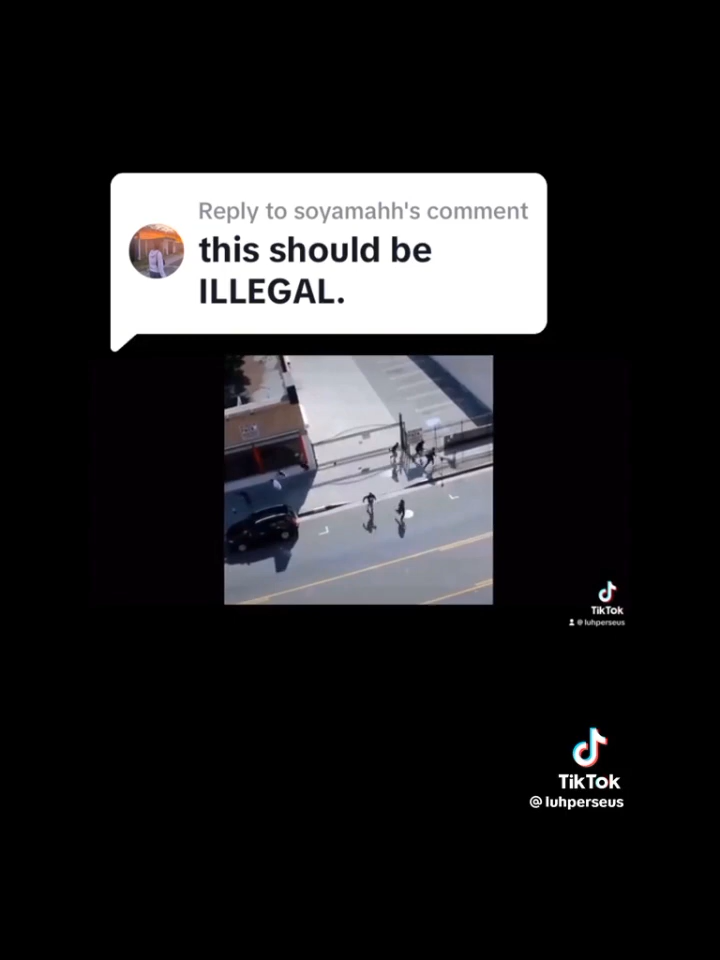 Reply to soyamahh's comment
this should be
ILLEGAL.
TikTok
@luhperseus
TikTok
@luhperseus